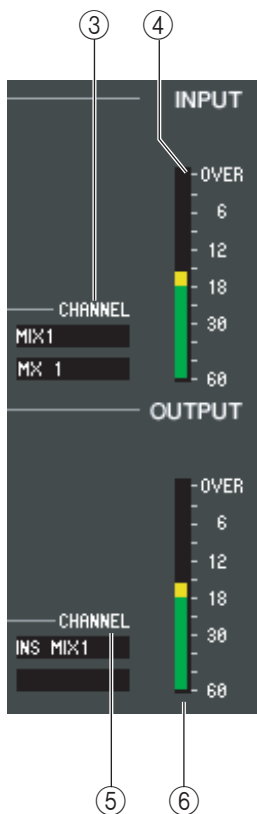 ③ ④
INPUT
OVER
6
12
18
30
60
CHANNEL
MIX1
MX 1
OUTPUT
OVER
6
12
18
30
60
CHANNEL
INS MIX1
⑤ ⑥